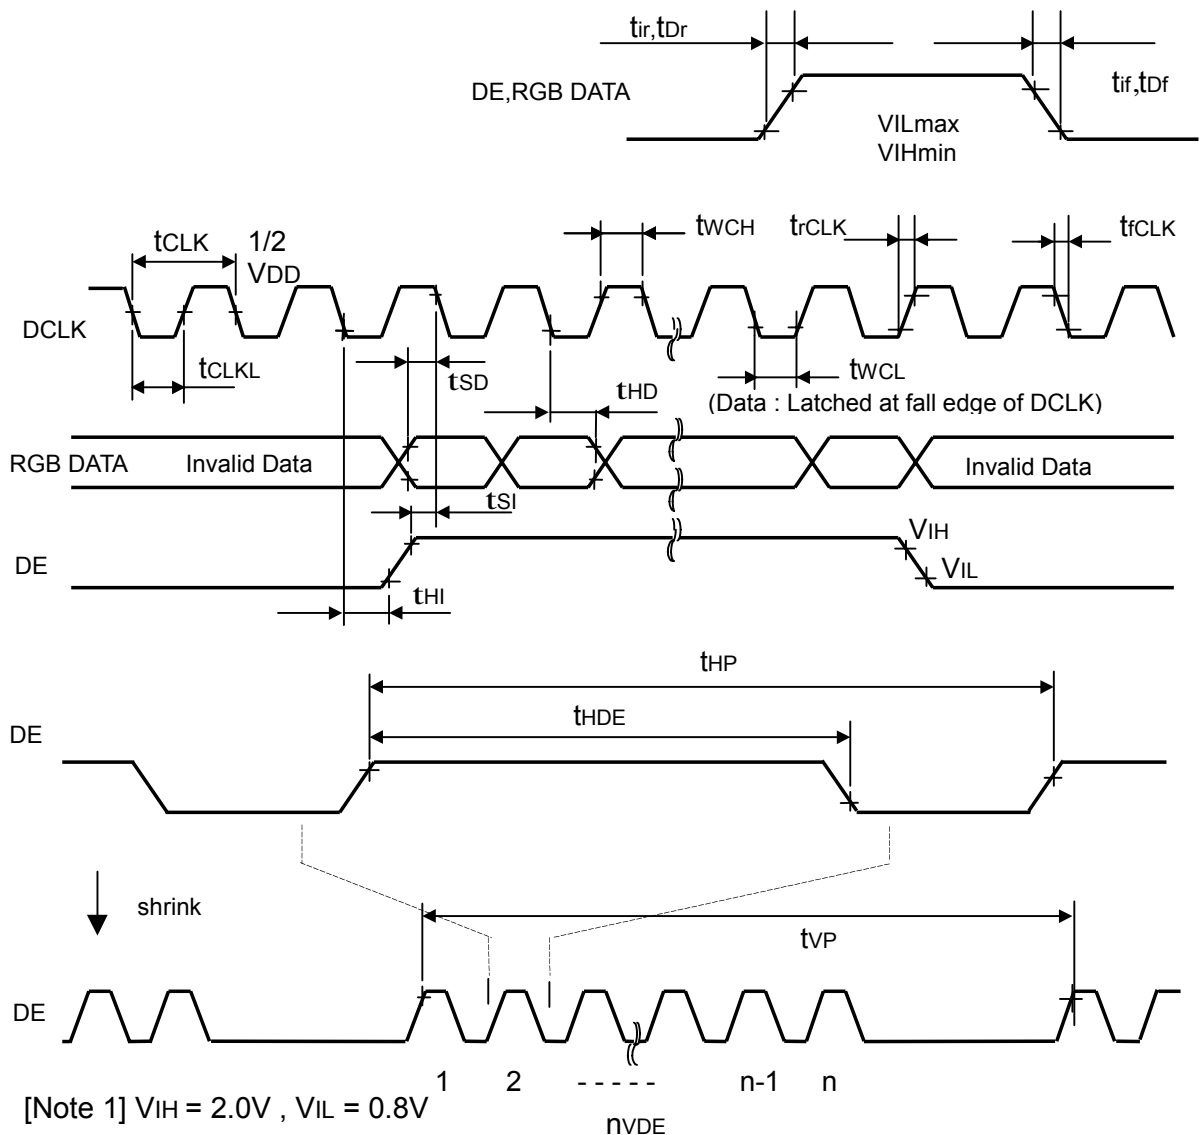 tir,tDr
tif,tDf
DE,RGB DATA
VILmax
VIHmin
tCLK
1/2
VDD
tWCH
trCLK
tfCLK
DCLK
tCLKL
tSD
tHD
tWCL
(Data : Latched at fall edge of DCLK)
RGB DATA
Invalid Data
Invalid Data
tSI
VIH
DE
VIL
tHI
tHP
tHDE
DE
shrink
tVP
DE
1 2 - - - - - n-1 n
[Note 1] VIH = 2.0V , VIL = 0.8V
nVDE